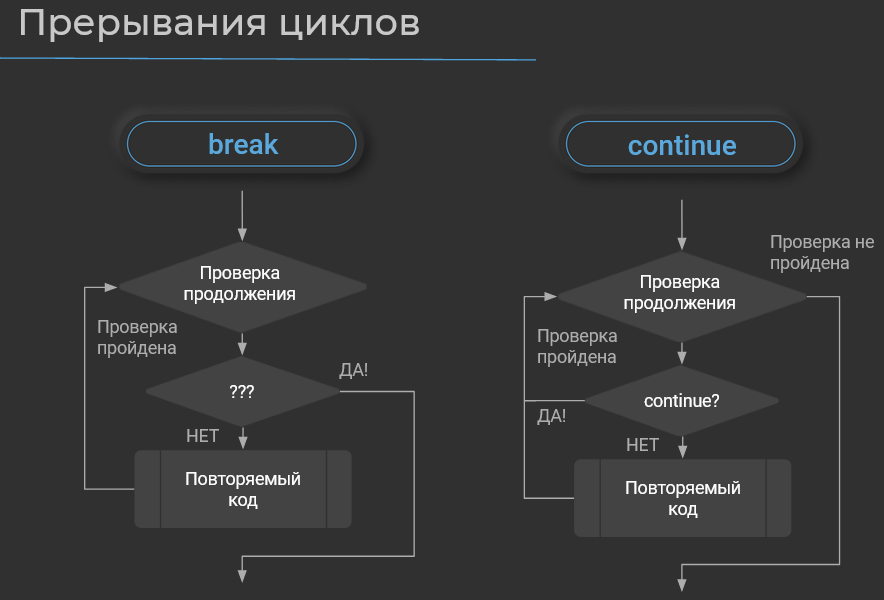 Прерывания циклов
break
Проверка
продолжения
Проверка
пройдена
???
ДА!
НЕТ
Повторяемый
код
continue
Проверка не
пройдена
Проверка
продолжения
Проверка
пройдена
continue?
ДА!
НЕТ
Повторяемый
код